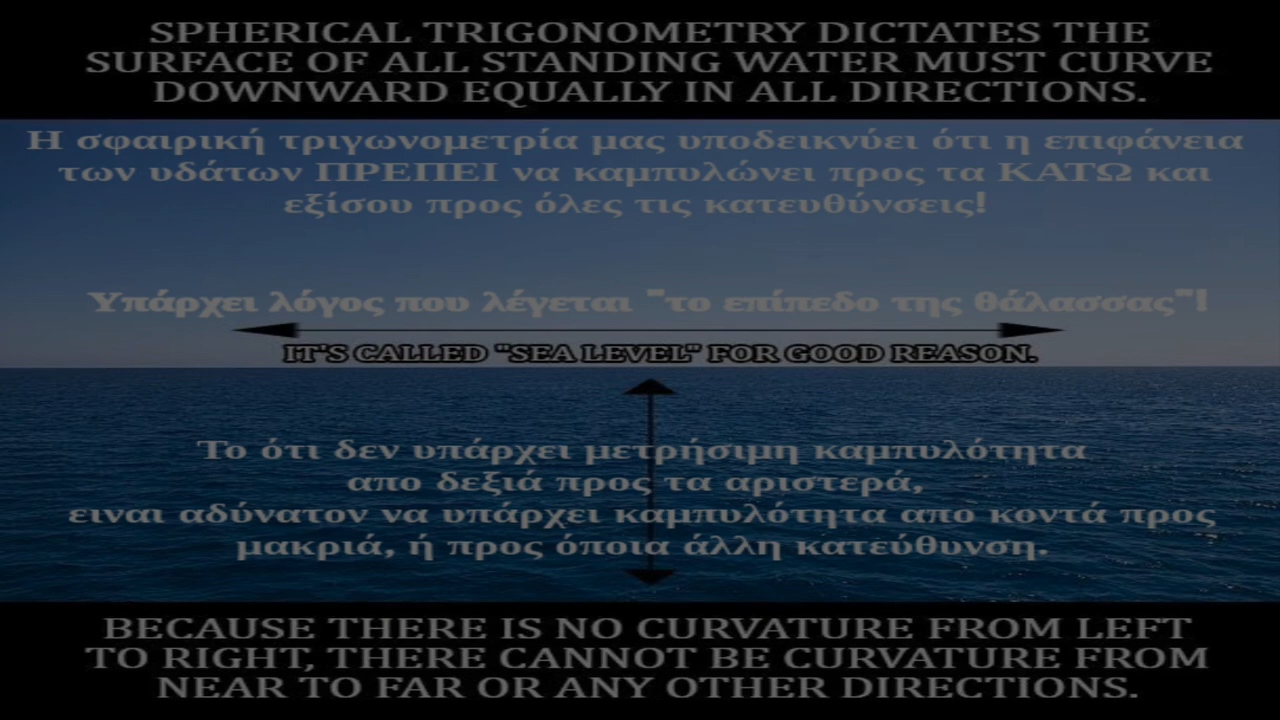 SPHERICAL TRIGONOMETRY DICTATES THE
SURFACE OF ALL STANDING WATER MUST CURVE
DOWNWARD EQUALLY IN ALL DIRECTIONS.
Η σφαιρική τριγωνομετρία μας υποδεικνύει ότι η επιφάνεια
των υδάτων ΠΡΕΠΕΙ να καμπυλώνει προς τα ΚΑΤΩ και
εξίσου προς όλες τις κατευθύνσεις!
Υπάρχει λόγος που λέγεται "το επίπεδο της θάλασσας"!
IT'S CALLED "SEA LEVEL" FOR GOOD REASON.
Το ότι δεν υπάρχει μετρήσιμη καμπυλότητα
απο δεξιά προς τα αριστερά,
ειναι αδύνατον να υπάρχει καμπυλότητα απο κοντά προς
μακριά, ή προς όποια άλλη κατεύθυνση.
BECAUSE THERE IS NO CURVATURE FROM LEFT
TO RIGHT, THERE CANNOT BE CURVATURE FROM
NEAR TO FAR OR ANY OTHER DIRECTIONS.